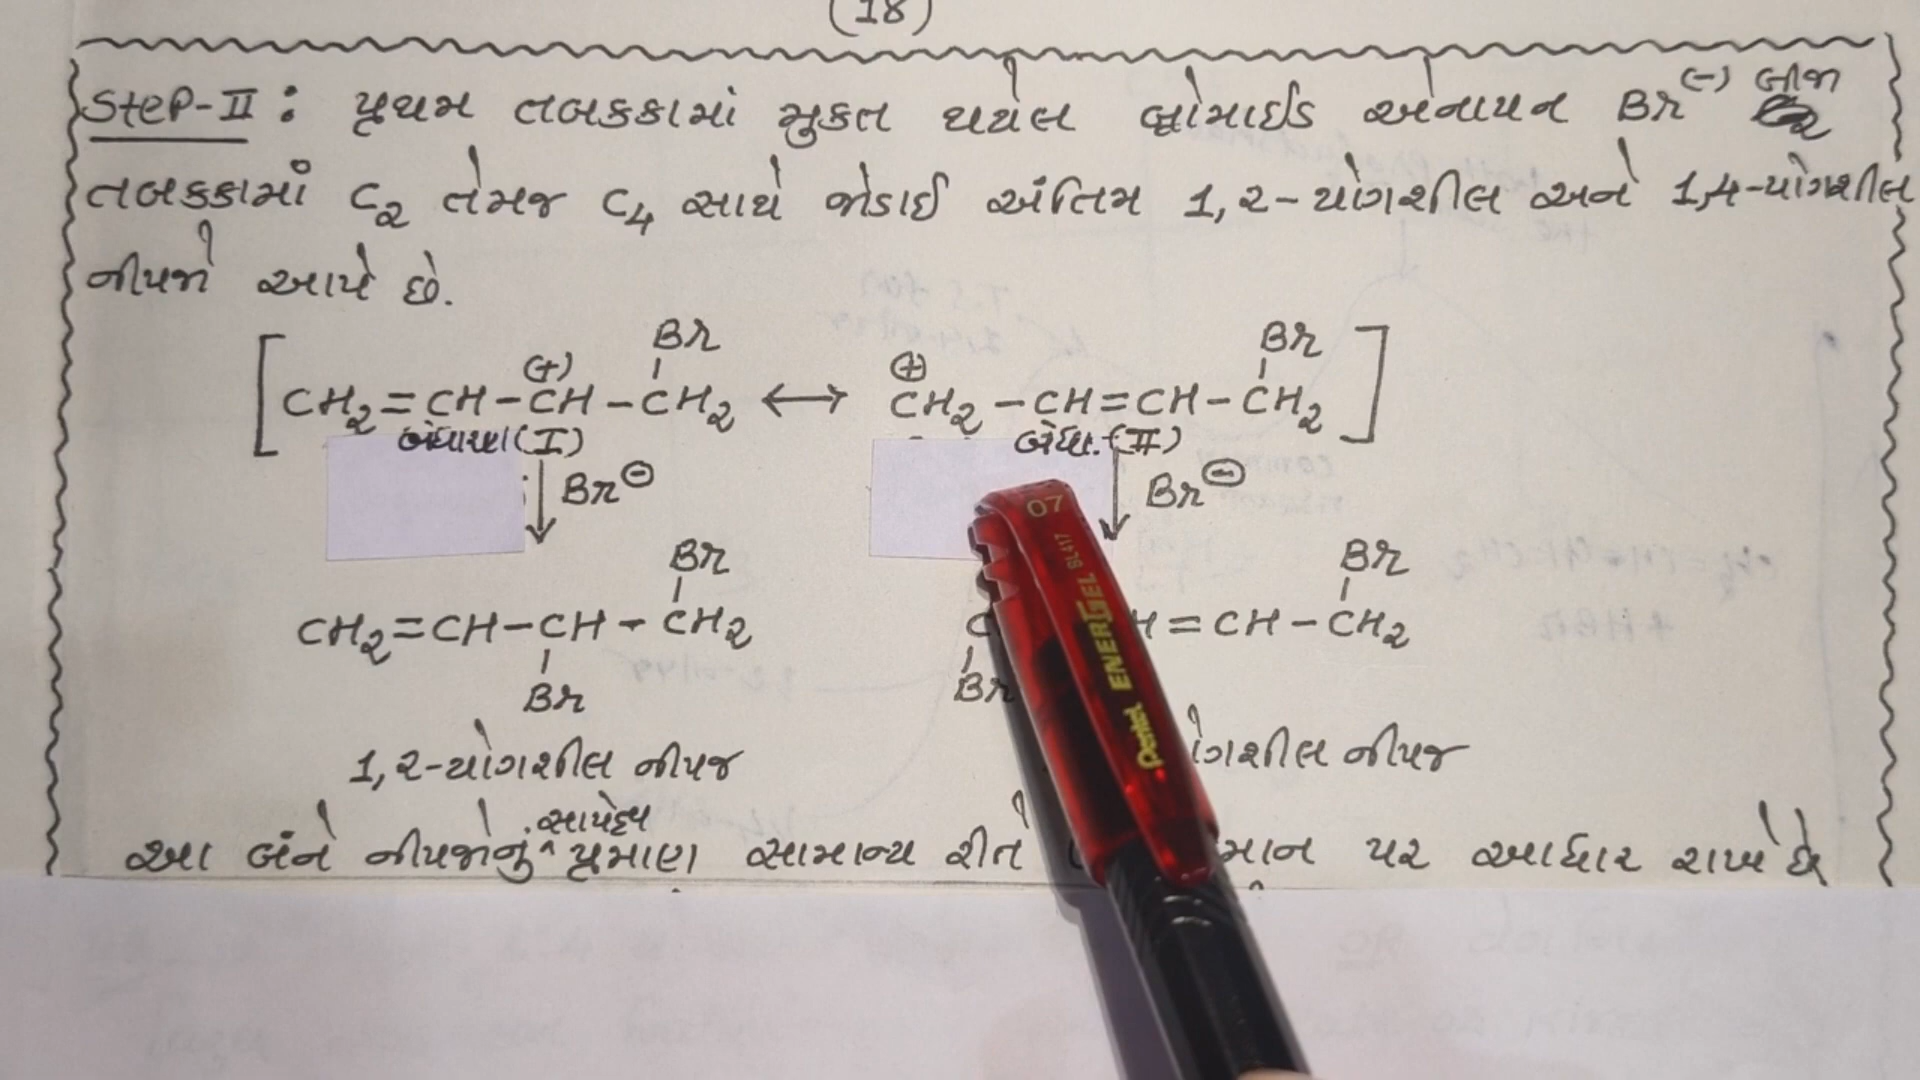 (18)
Step-II: પ્રથમ તબક્કામાં મુક્ત થયેલ બ્રોમાઈડ એનાયન Br(-) બીજા
તબક્કામાં C2 તેમજ C4 સાથે જોડાઈ અંતિમ 1,2-યોગશીલ અને 1,4-યોગશીલ
નીપજો આપે છે.
Br Br
(+) ⊕
[CH2=CH-CH-CH2 ⟷ CH2-CH=CH-CH2]
બંધારણ(I) બંધા.(II)
Br⊖ Br⊖
Br Br
CH2=CH-CH-CH2 C H=CH-CH2
Br Br
1,2-યોગશીલ નીપજ ોગશીલ નીપજ
સાપેક્ષ
આ બંને નીપજોનું ^ પ્રમાણ સામાન્ય રીતે માન પર આધાર રાખે છે
07
Pentel ENERGEL BL417